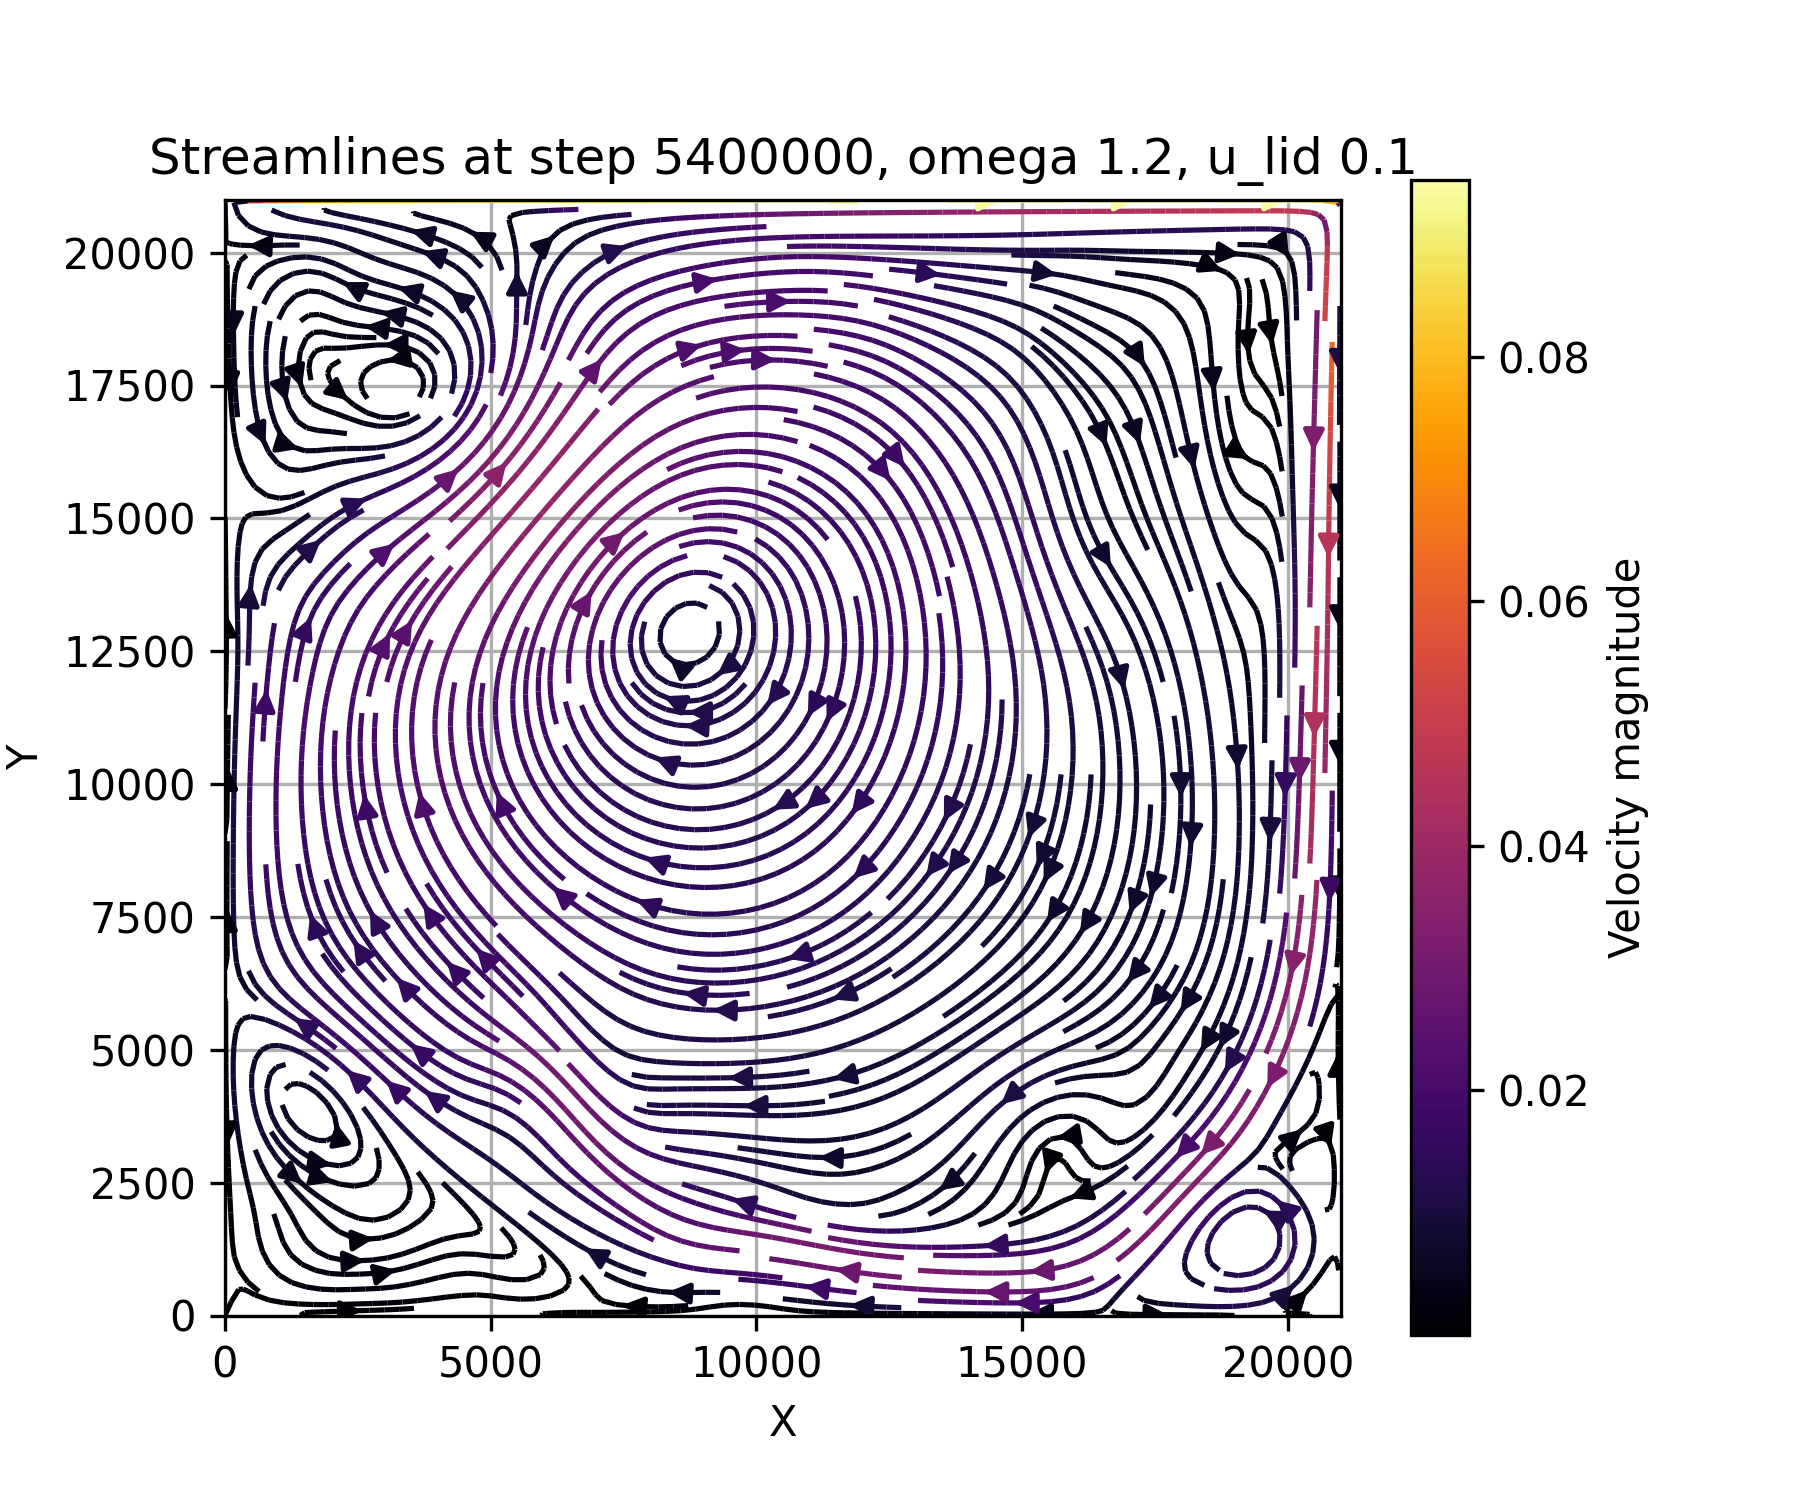 Streamlines at step 5400000, omega 1.2, u_lid 0.1
20000
17500
15000
12500
10000
7500
5000
2500
0
Y
0 5000 10000 15000 20000
X
0.08
0.06
0.04
0.02
Velocity magnitude